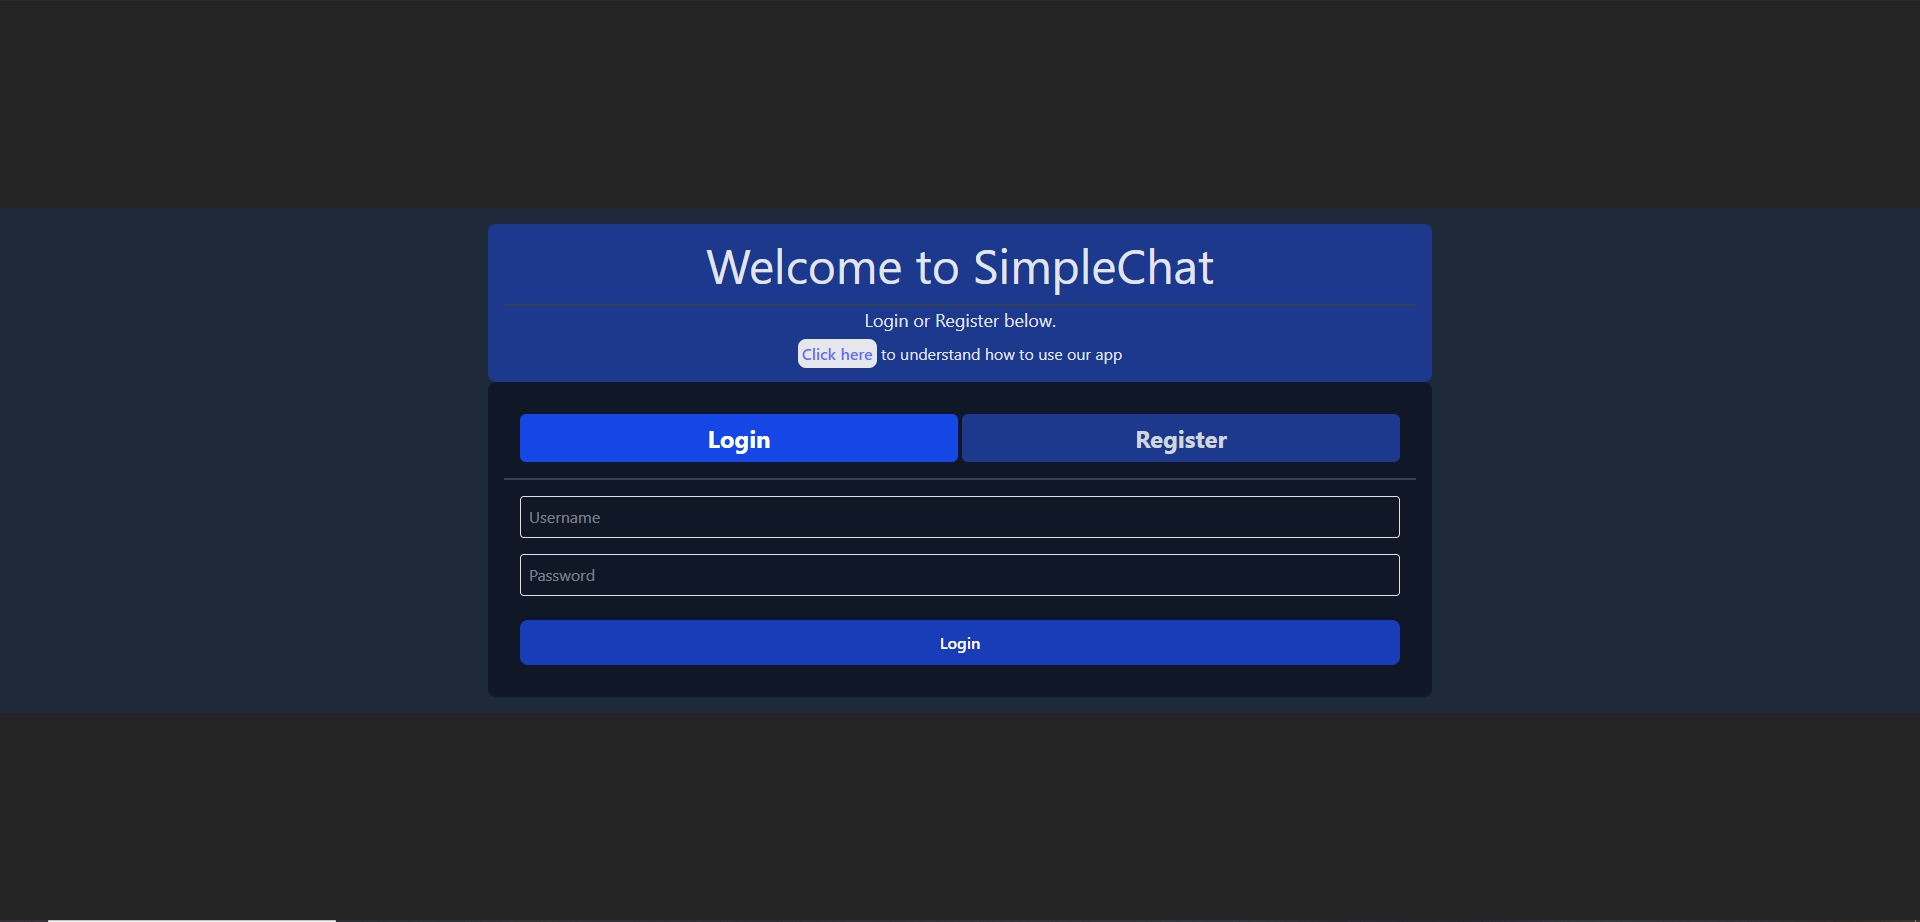 Welcome to SimpleChat
Login or Register below.
Click here to understand how to use our app
Login Register
Username
Password
Login